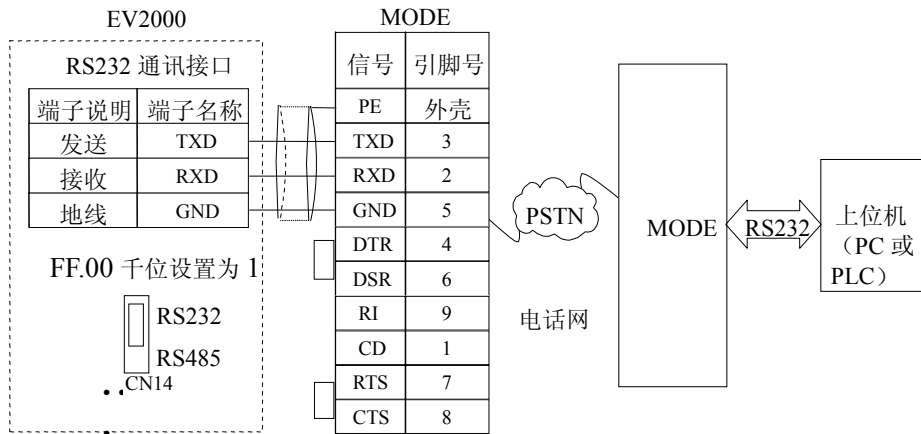 EV2000
RS232 通讯接口
端子说明 端子名称
发送 TXD
接收 RXD
地线 GND
FF.00 千位设置为 1
RS232
RS485
CN14
MODE
信号 引脚号
PE 外壳
TXD 3
RXD 2
GND 5
DTR 4
DSR 6
RI 9
CD 1
RTS 7
CTS 8
PSTN
电话网
MODE
RS232
上位机
（PC 或
PLC）